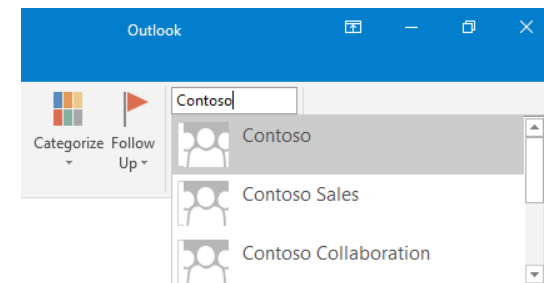 Outlook
Categorize Follow
Up
Contoso
Contoso
Contoso Sales
Contoso Collaboration